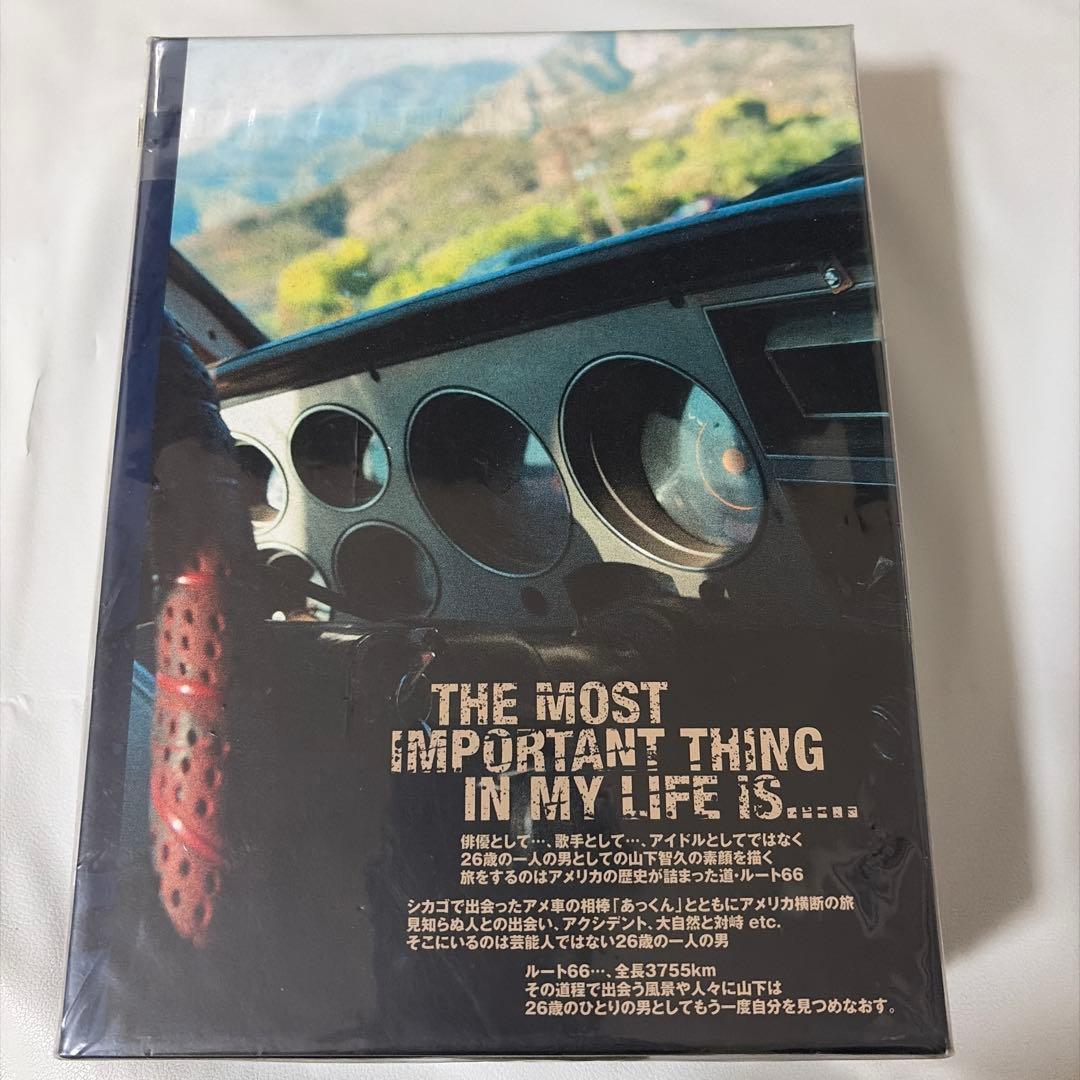 THE MOST
IMPORTANT THING
IN MY LIFE IS.....
俳優として…、歌手として…、アイドルとしてではなく
26歳の一人の男としての山下智久の素顔を描く
旅をするのはアメリカの歴史が詰まった道・ルート66
シカゴで出会ったアメ車の相棒「あっくん」とともにアメリカ横断の旅
見知らぬ人との出会い、アクシデント、大自然と対峙 etc.
そこにいるのは芸能人ではない26歳の一人の男
ルート66…、全長3755km
その道程で出会う風景や人々に山下は
26歳のひとりの男としてもう一度自分を見つめなおす。